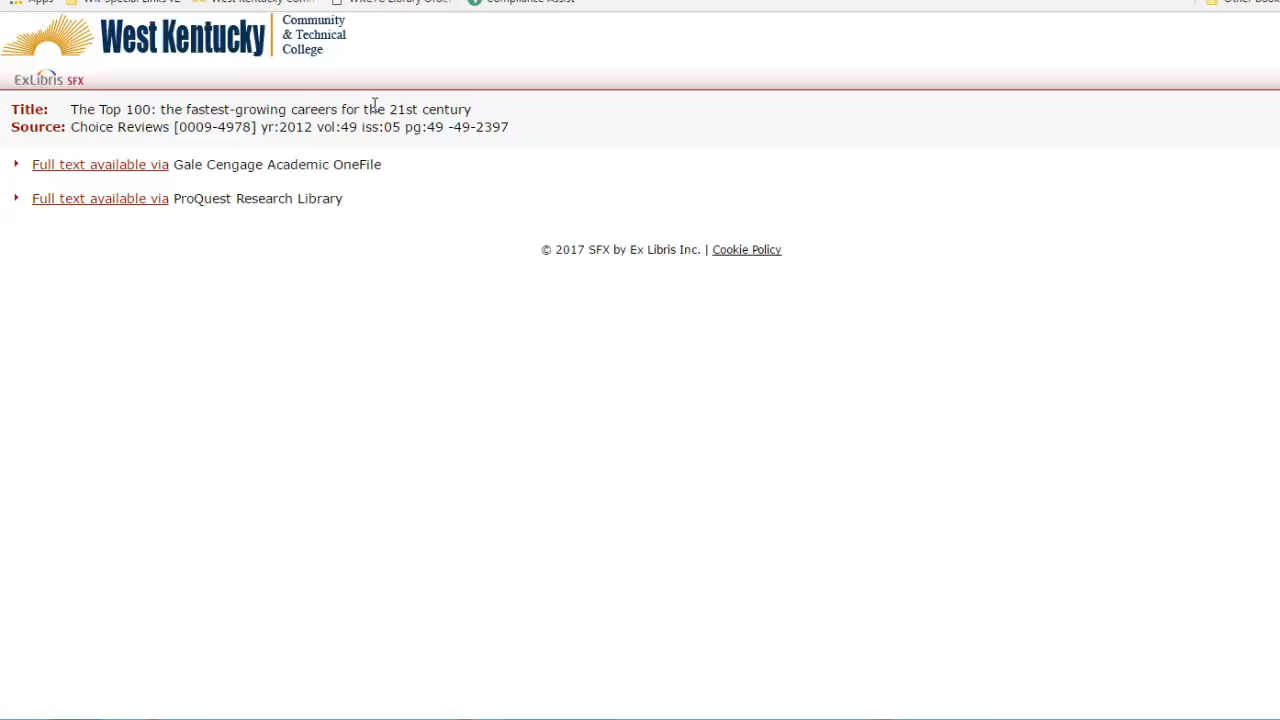 Apps
West Kentucky
Community
& Technical
College
ExLibris SFX
Title: The Top 100: the fastest-growing careers for the 21st century
Source: Choice Reviews [0009-4978] yr:2012 vol:49 iss:05 pg:49 -49-2397
Full text available via Gale Cengage Academic OneFile
Full text available via ProQuest Research Library
© 2017 SFX by Ex Libris Inc. | Cookie Policy